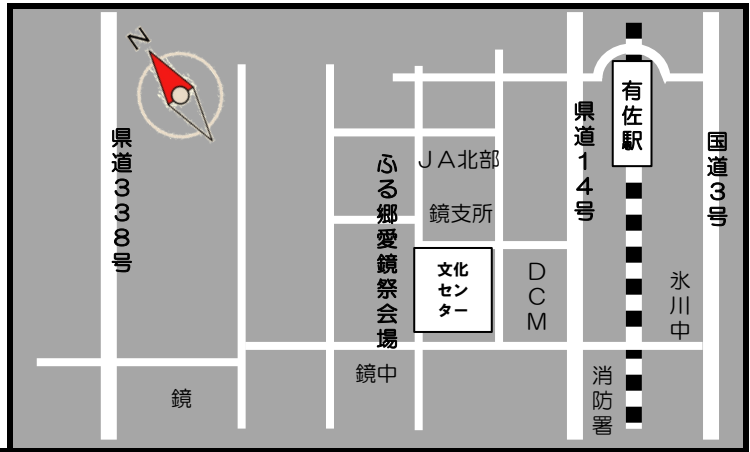 N
県道３３８号
ふる郷愛鏡祭会場
ＪＡ北部
鏡支所
文化
セン
ター
ＤＣＭ
県道１４号
有佐駅
国道３号
氷川中
消防署
鏡中
鏡